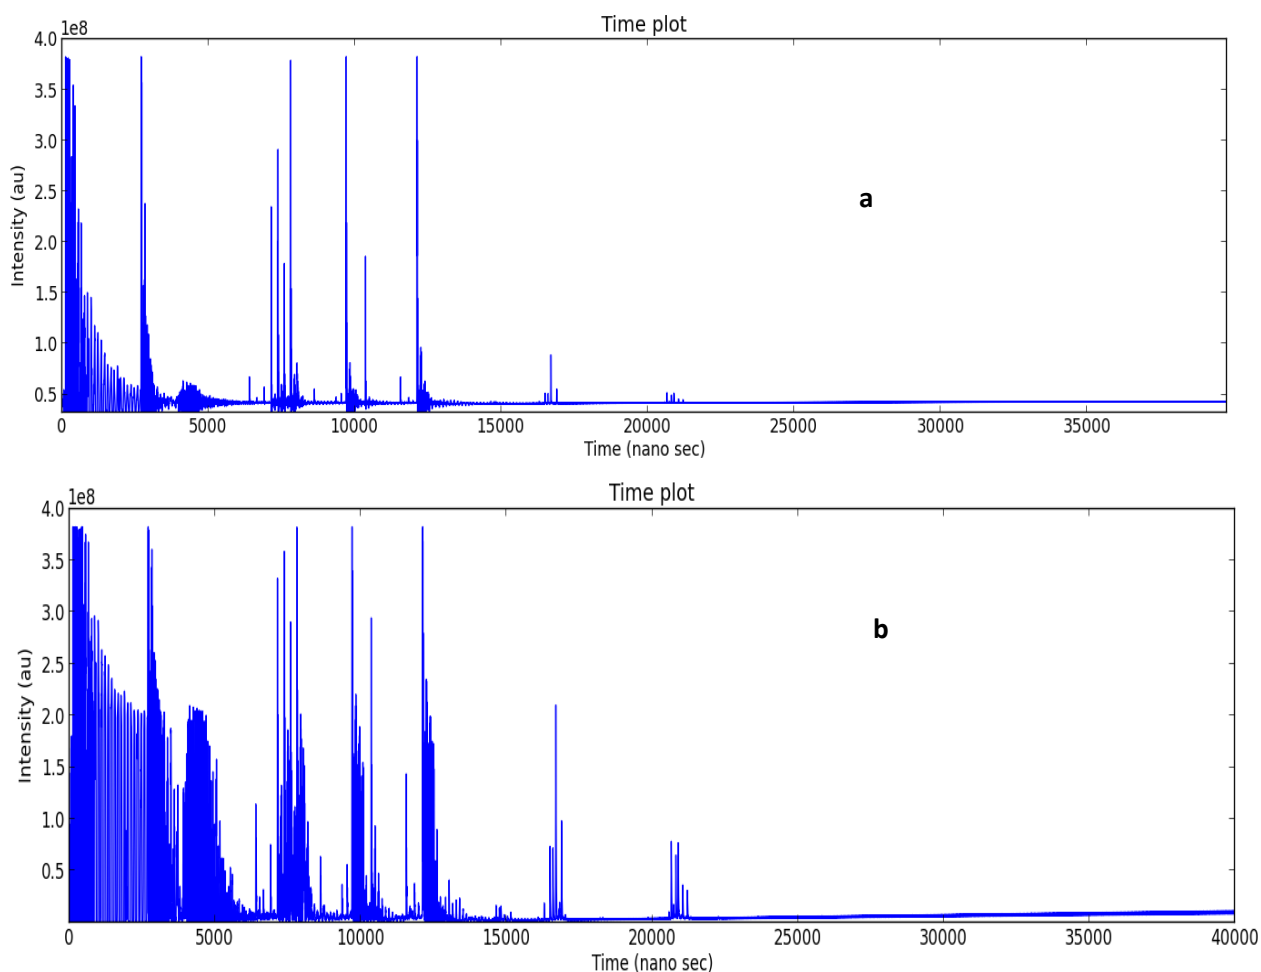 Time plot
1e8
4.0
3.5
3.0
2.5
2.0
1.5
1.0
0.5
Intensity (au)
a
0 5000 10000 15000 20000 25000 30000 35000
Time (nano sec)
Time plot
1e8
4.0
3.5
3.0
2.5
2.0
1.5
1.0
0.5
Intensity (au)
b
0 5000 10000 15000 20000 25000 30000 35000 40000
Time (nano sec)